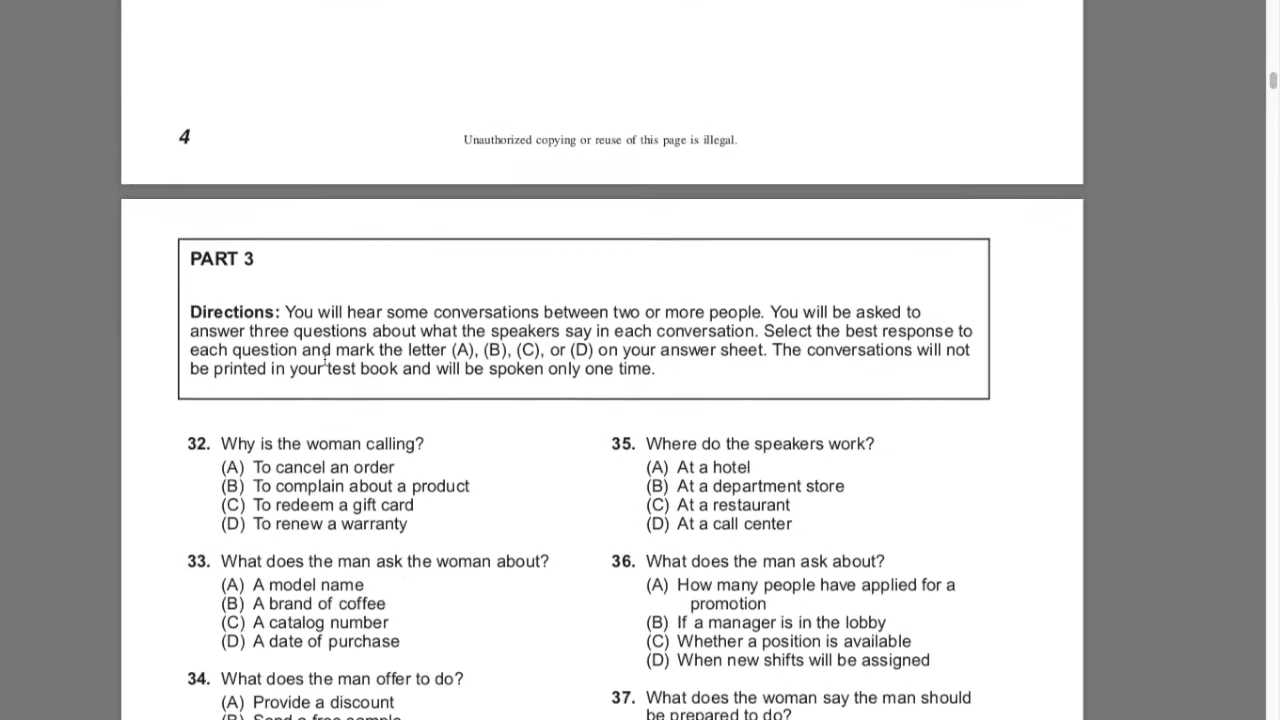 4
Unauthorized copying or reuse of this page is illegal.
PART 3
Directions: You will hear some conversations between two or more people. You will be asked to
answer three questions about what the speakers say in each conversation. Select the best response to
each question and mark the letter (A), (B), (C), or (D) on your answer sheet. The conversations will not
be printed in your test book and will be spoken only one time.
32. Why is the woman calling?
(A) To cancel an order
(B) To complain about a product
(C) To redeem a gift card
(D) To renew a warranty
33. What does the man ask the woman about?
(A) A model name
(B) A brand of coffee
(C) A catalog number
(D) A date of purchase
34. What does the man offer to do?
(A) Provide a discount
(B) Send a free sample
35. Where do the speakers work?
(A) At a hotel
(B) At a department store
(C) At a restaurant
(D) At a call center
36. What does the man ask about?
(A) How many people have applied for a
promotion
(B) If a manager is in the lobby
(C) Whether a position is available
(D) When new shifts will be assigned
37. What does the woman say the man should
be prepared to do?